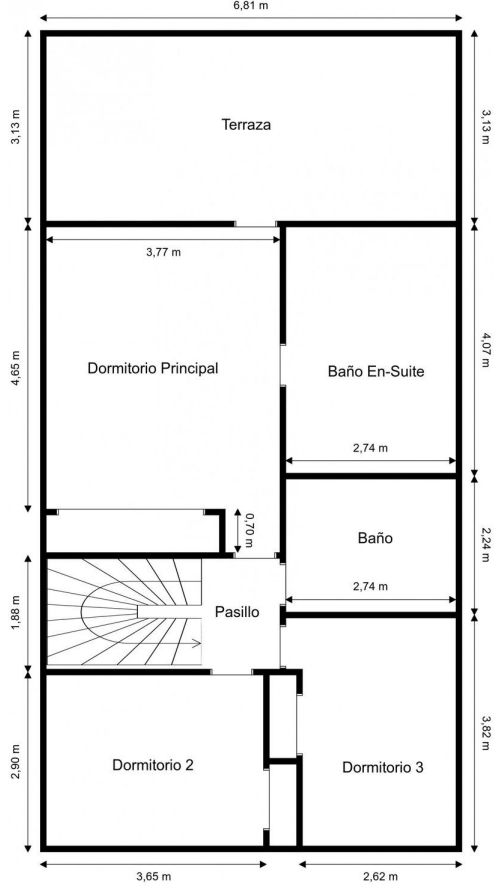 6,81 m
3,13 m
Terraza
3,13 m
3,77 m
4,65 m
Dormitorio Principal
Baño En-Suite
4,07 m
2,74 m
0,70 m
Baño
2,24 m
2,74 m
1,88 m
Pasillo
2,90 m
Dormitorio 2
Dormitorio 3
3,82 m
3,65 m
2,62 m